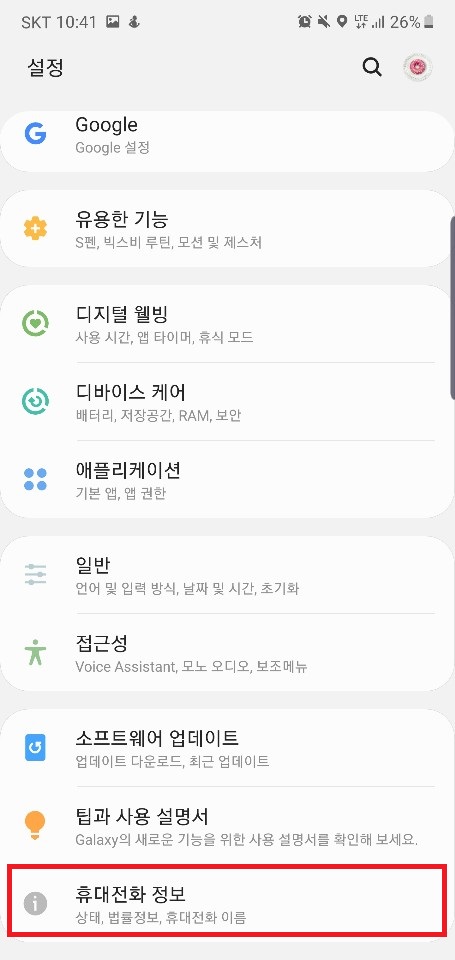 SKT 10:41 LTE 26%
설정
Google
Google 설정
유용한 기능
S펜, 빅스비 루틴, 모션 및 제스처
디지털 웰빙
사용 시간, 앱 타이머, 휴식 모드
디바이스 케어
배터리, 저장공간, RAM, 보안
애플리케이션
기본 앱, 앱 권한
일반
언어 및 입력 방식, 날짜 및 시간, 초기화
접근성
Voice Assistant, 모노 오디오, 보조메뉴
소프트웨어 업데이트
업데이트 다운로드, 최근 업데이트
팁과 사용 설명서
Galaxy의 새로운 기능을 위한 사용 설명서를 확인해 보세요.
휴대전화 정보
상태, 법률정보, 휴대전화 이름